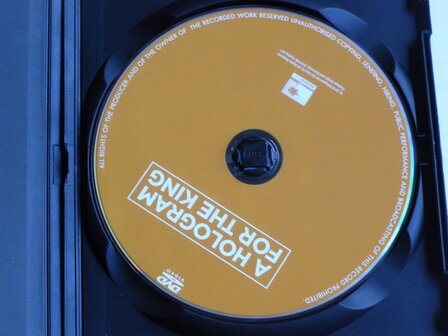 ALL RIGHTS OF THE PRODUCER AND OF THE OWNER OF THE RECORDED WORK RESERVED UNAUTHORISED COPYING, LENDING, HIRING, PUBLIC PERFORMANCE AND BROADCASTING OF THIS RECORD PROHIBITED.
A HOLOGRAM
FOR THE KING
DVD
VIDEO